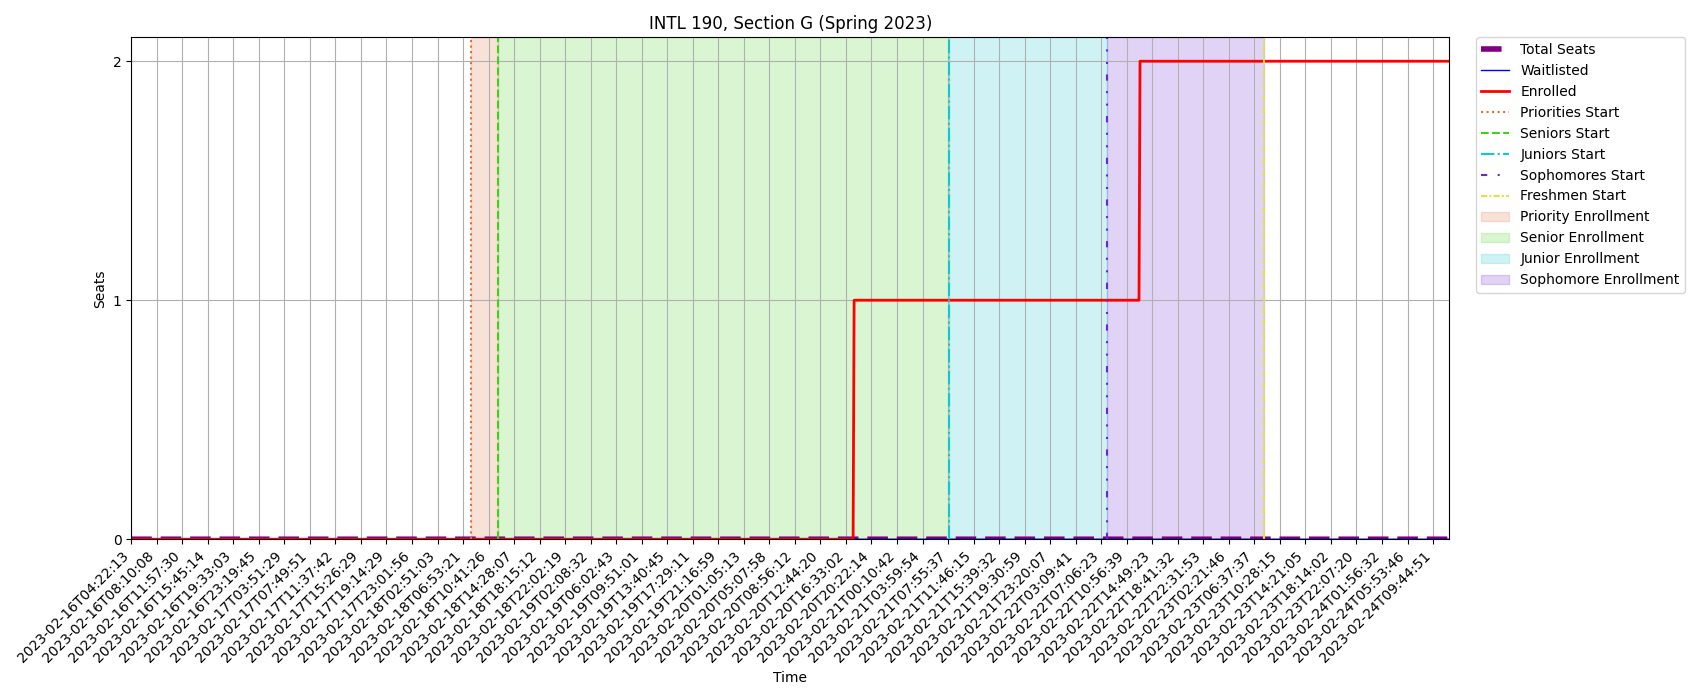 INTL 190, Section G (Spring 2023)
Seats
2
1
0
2023-02-16T04:22:13
2023-02-16T08:10:08
2023-02-16T11:57:30
2023-02-16T15:45:14
2023-02-16T19:33:03
2023-02-16T23:19:45
2023-02-17T03:51:29
2023-02-17T07:49:51
2023-02-17T11:37:42
2023-02-17T15:26:29
2023-02-17T19:14:29
2023-02-17T23:01:56
2023-02-18T02:51:03
2023-02-18T06:53:21
2023-02-18T10:41:26
2023-02-18T14:28:07
2023-02-18T18:15:12
2023-02-18T22:02:19
2023-02-19T02:08:32
2023-02-19T06:02:43
2023-02-19T09:51:01
2023-02-19T13:40:45
2023-02-19T17:29:11
2023-02-19T21:16:59
2023-02-20T01:05:13
2023-02-20T05:07:58
2023-02-20T08:56:12
2023-02-20T12:44:20
2023-02-20T16:33:02
2023-02-20T20:22:14
2023-02-21T00:10:42
2023-02-21T03:59:54
2023-02-21T07:55:37
2023-02-21T11:46:15
2023-02-21T15:39:32
2023-02-21T19:30:59
2023-02-21T23:20:07
2023-02-22T03:09:41
2023-02-22T07:06:23
2023-02-22T10:56:39
2023-02-22T14:49:23
2023-02-22T18:41:32
2023-02-22T22:31:53
2023-02-23T02:21:46
2023-02-23T06:37:37
2023-02-23T10:28:15
2023-02-23T14:21:05
2023-02-23T18:14:02
2023-02-23T22:07:20
2023-02-24T01:56:32
2023-02-24T05:53:46
2023-02-24T09:44:51
Time
Total Seats
Waitlisted
Enrolled
Priorities Start
Seniors Start
Juniors Start
Sophomores Start
Freshmen Start
Priority Enrollment
Senior Enrollment
Junior Enrollment
Sophomore Enrollment